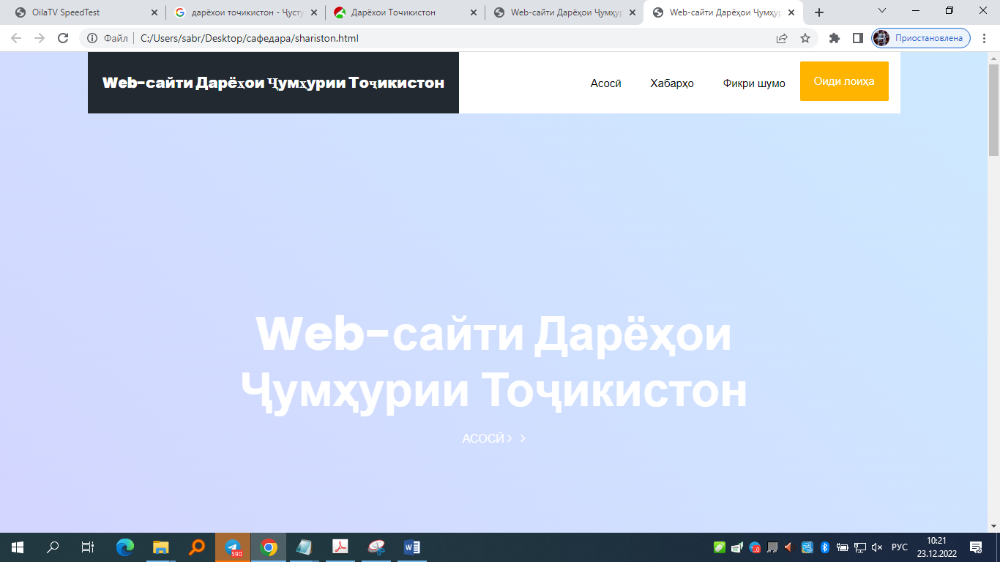 OilaTV SpeedTest
дарёхои точикистон - Ҷусту
Дарёхои Точикистон
Web-сайти Дарёҳои Ҷумҳур
Web-сайти Дарёҳои Ҷумҳур
Файл
C:/Users/sabr/Desktop/сафедара/shariston.html
Приостановлена
Web-сайти Дарёҳои Ҷумҳурии Тоҷикистон
Асосӣ
Хабарҳо
Фикри шумо
Оиди лоиҳа
Web-сайти Дарёҳои
Ҷумҳурии Тоҷикистон
АСОСӢ > >
590
РУС
10:21
23.12.2022